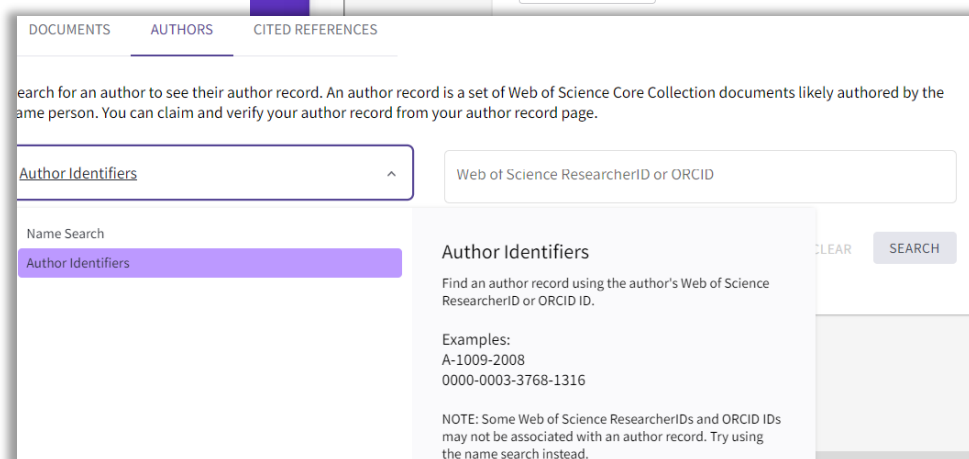 DOCUMENTS AUTHORS CITED REFERENCES
earch for an author to see their author record. An author record is a set of Web of Science Core Collection documents likely authored by the
ame person. You can claim and verify your author record from your author record page.
Author Identifiers
Web of Science ResearcherID or ORCID
Name Search
Author Identifiers
Author Identifiers
Find an author record using the author's Web of Science
ResearcherID or ORCID ID.
Examples:
A-1009-2008
0000-0003-3768-1316
NOTE: Some Web of Science ResearcherIDs and ORCID IDs
may not be associated with an author record. Try using
the name search instead.
CLEAR SEARCH